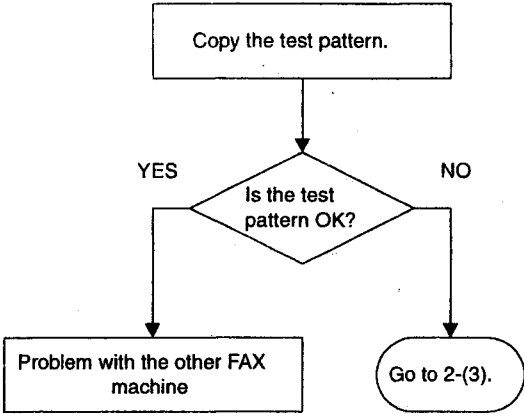 Copy the test pattern.
YES
NO
Is the test
pattern OK?
Problem with the other FAX
machine
Go to 2-(3).